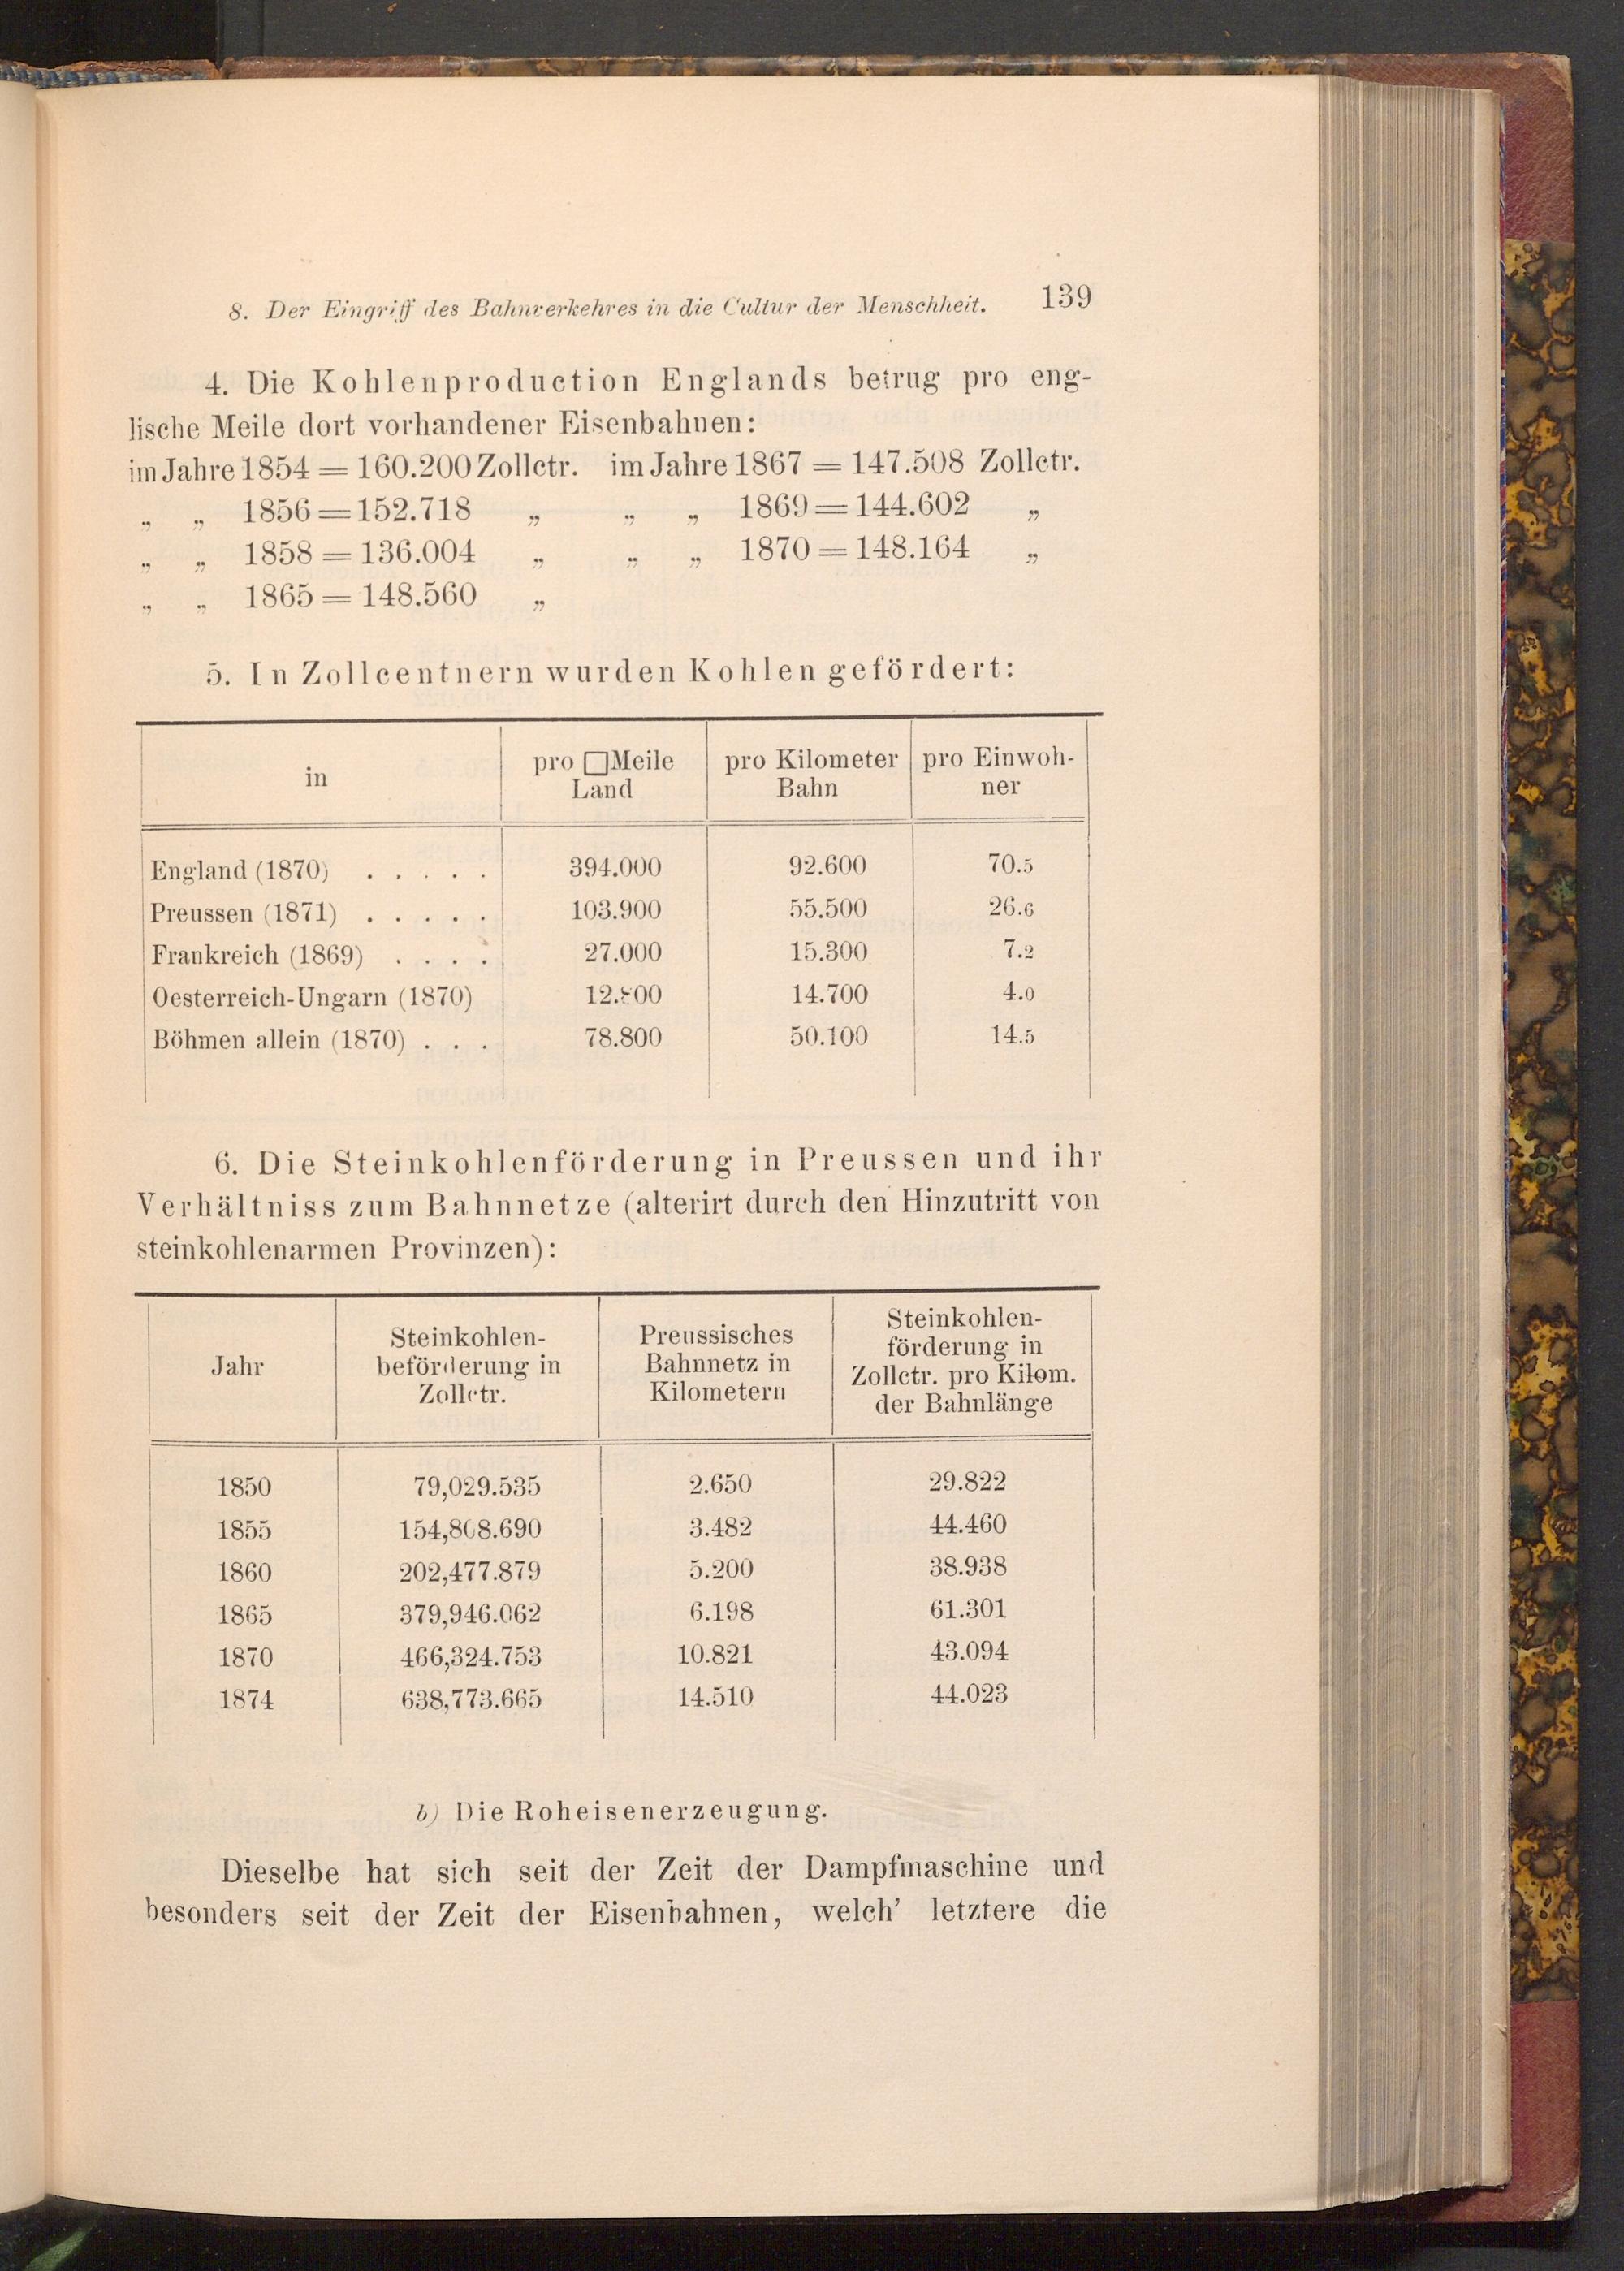 8. Der Eingriff des Bahnverkehres in die Cultur der Menschheit. 139
4. Die Kohlenproduction Englands betrug pro eng-
lische Meile dort vorhandener Eisenbahnen:
im Jahre 1854 = 160.200 Zollctr. im Jahre 1867 = 147.508 Zollctr.
„ „ 1856 = 152.718 „ „ „ 1869 = 144.602 „
„ „ 1858 = 136.004 „ „ „ 1870 = 148.164 „
„ „ 1865 = 148.560 „
5. In Zollcentnern wurden Kohlen gefördert:
in pro □Meile Land pro Kilometer Bahn pro Einwoh-ner
England (1870) . . . . . 394.000 92.600 70.5
Preussen (1871) . . . . . 103.900 55.500 26.6
Frankreich (1869) . . . . 27.000 15.300 7.2
Oesterreich-Ungarn (1870) 12.800 14.700 4.0
Böhmen allein (1870) . . . 78.800 50.100 14.5
6. Die Steinkohlenförderung in Preussen und ihr
Verhältniss zum Bahnnetze (alterirt durch den Hinzutritt von
steinkohlenarmen Provinzen):
Jahr Steinkohlen-beförderung in Zollctr. Preussisches Bahnnetz in Kilometern Steinkohlen-förderung in Zollctr. pro Kilom. der Bahnlänge
1850 79,029.535 2.650 29.822
1855 154,808.690 3.482 44.460
1860 202,477.879 5.200 38.938
1865 379,946.062 6.198 61.301
1870 466,324.753 10.821 43.094
1874 638,773.665 14.510 44.023
b) Die Roheisenerzeugung.
Dieselbe hat sich seit der Zeit der Dampfmaschine und
besonders seit der Zeit der Eisenbahnen, welch' letztere die